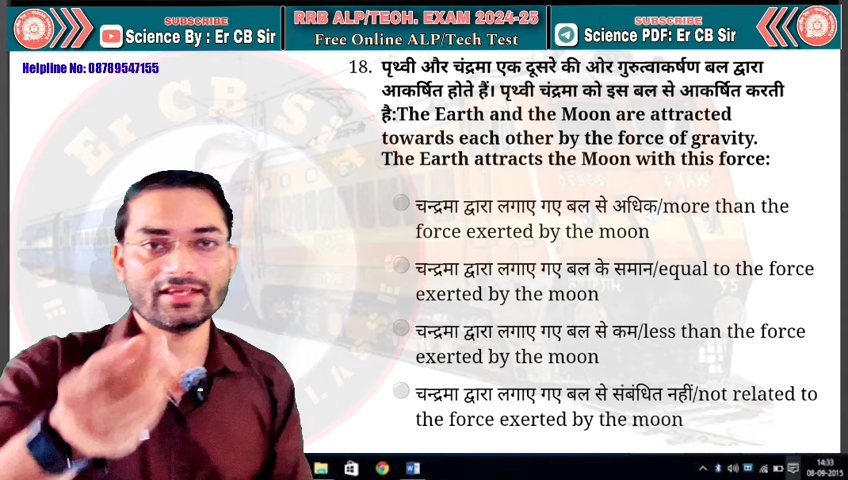 SUBSCRIBE
Science By : Er CB Sir
RRB ALP/TECH. EXAM 2024-25
Free Online ALP/Tech Test
SUBSCRIBE
Science PDF: Er CB Sir
Helpline No: 08789547155
18. पृथ्वी और चंद्रमा एक दूसरे की ओर गुरुत्वाकर्षण बल द्वारा
आकर्षित होते हैं। पृथ्वी चंद्रमा को इस बल से आकर्षित करती
है:The Earth and the Moon are attracted
towards each other by the force of gravity.
The Earth attracts the Moon with this force:
चन्द्रमा द्वारा लगाए गए बल से अधिक/more than the
force exerted by the moon
चन्द्रमा द्वारा लगाए गए बल के समान/equal to the force
exerted by the moon
चन्द्रमा द्वारा लगाए गए बल से कम/less than the force
exerted by the moon
चन्द्रमा द्वारा लगाए गए बल से संबंधित नहीं/not related to
the force exerted by the moon
Er CB S
14:33
08-09-2015